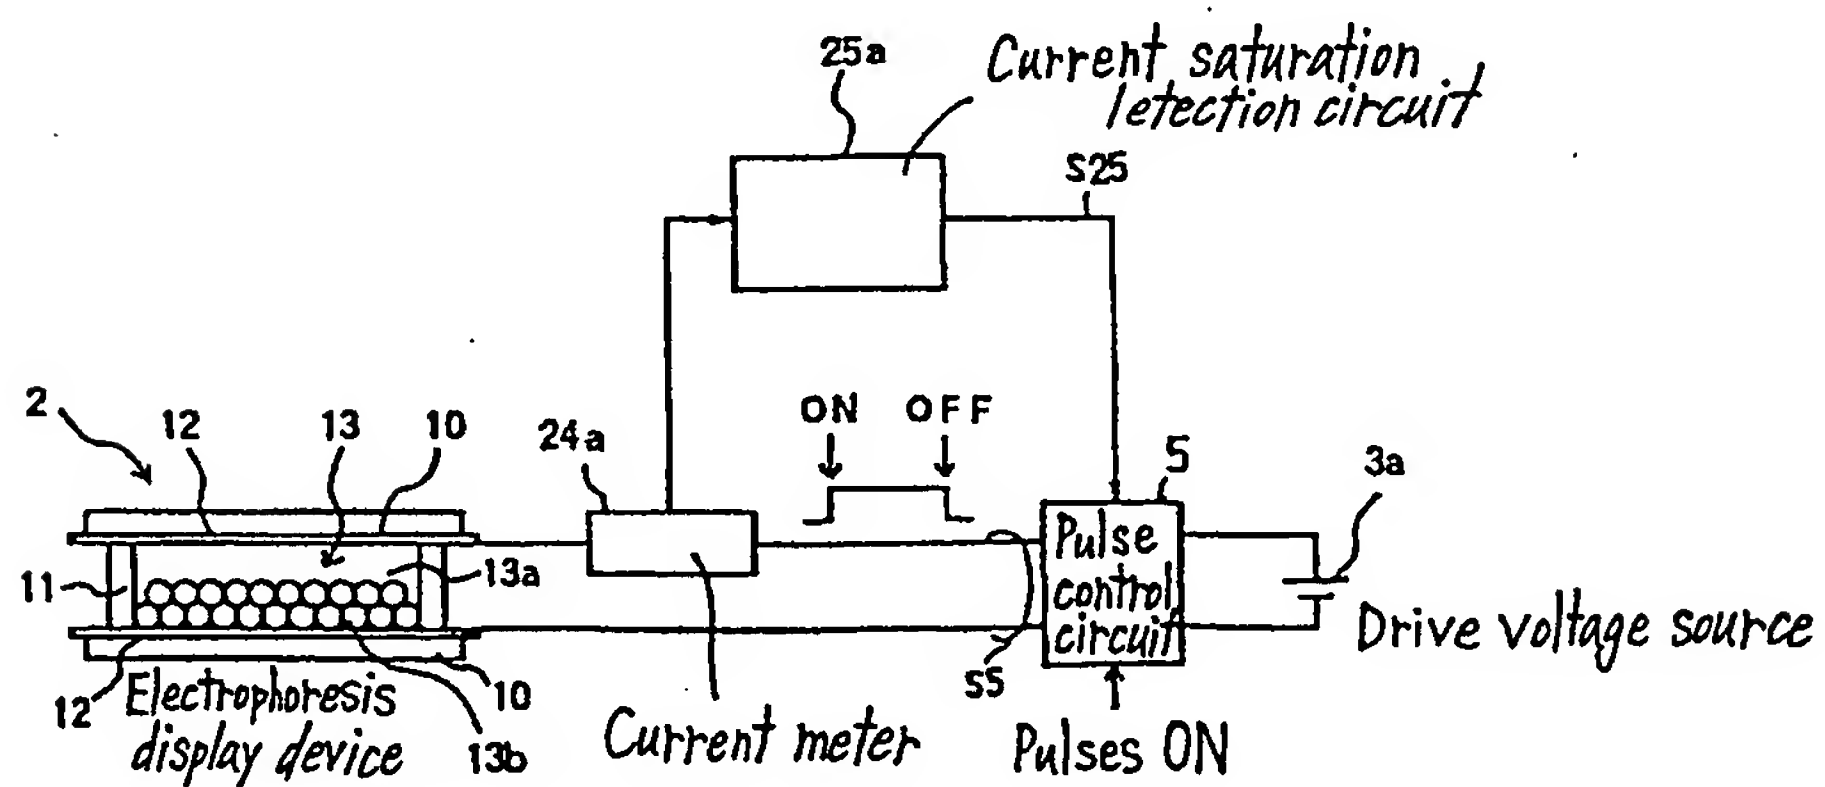 25a
Current saturation
letection circuit
S25
ON OFF
2
12
13
10
24a
5
3a
11
13a
Pulse
control
circuit
Drive voltage source
S5
12
10
13b
Electrophoresis
display device
Current meter
Pulses ON